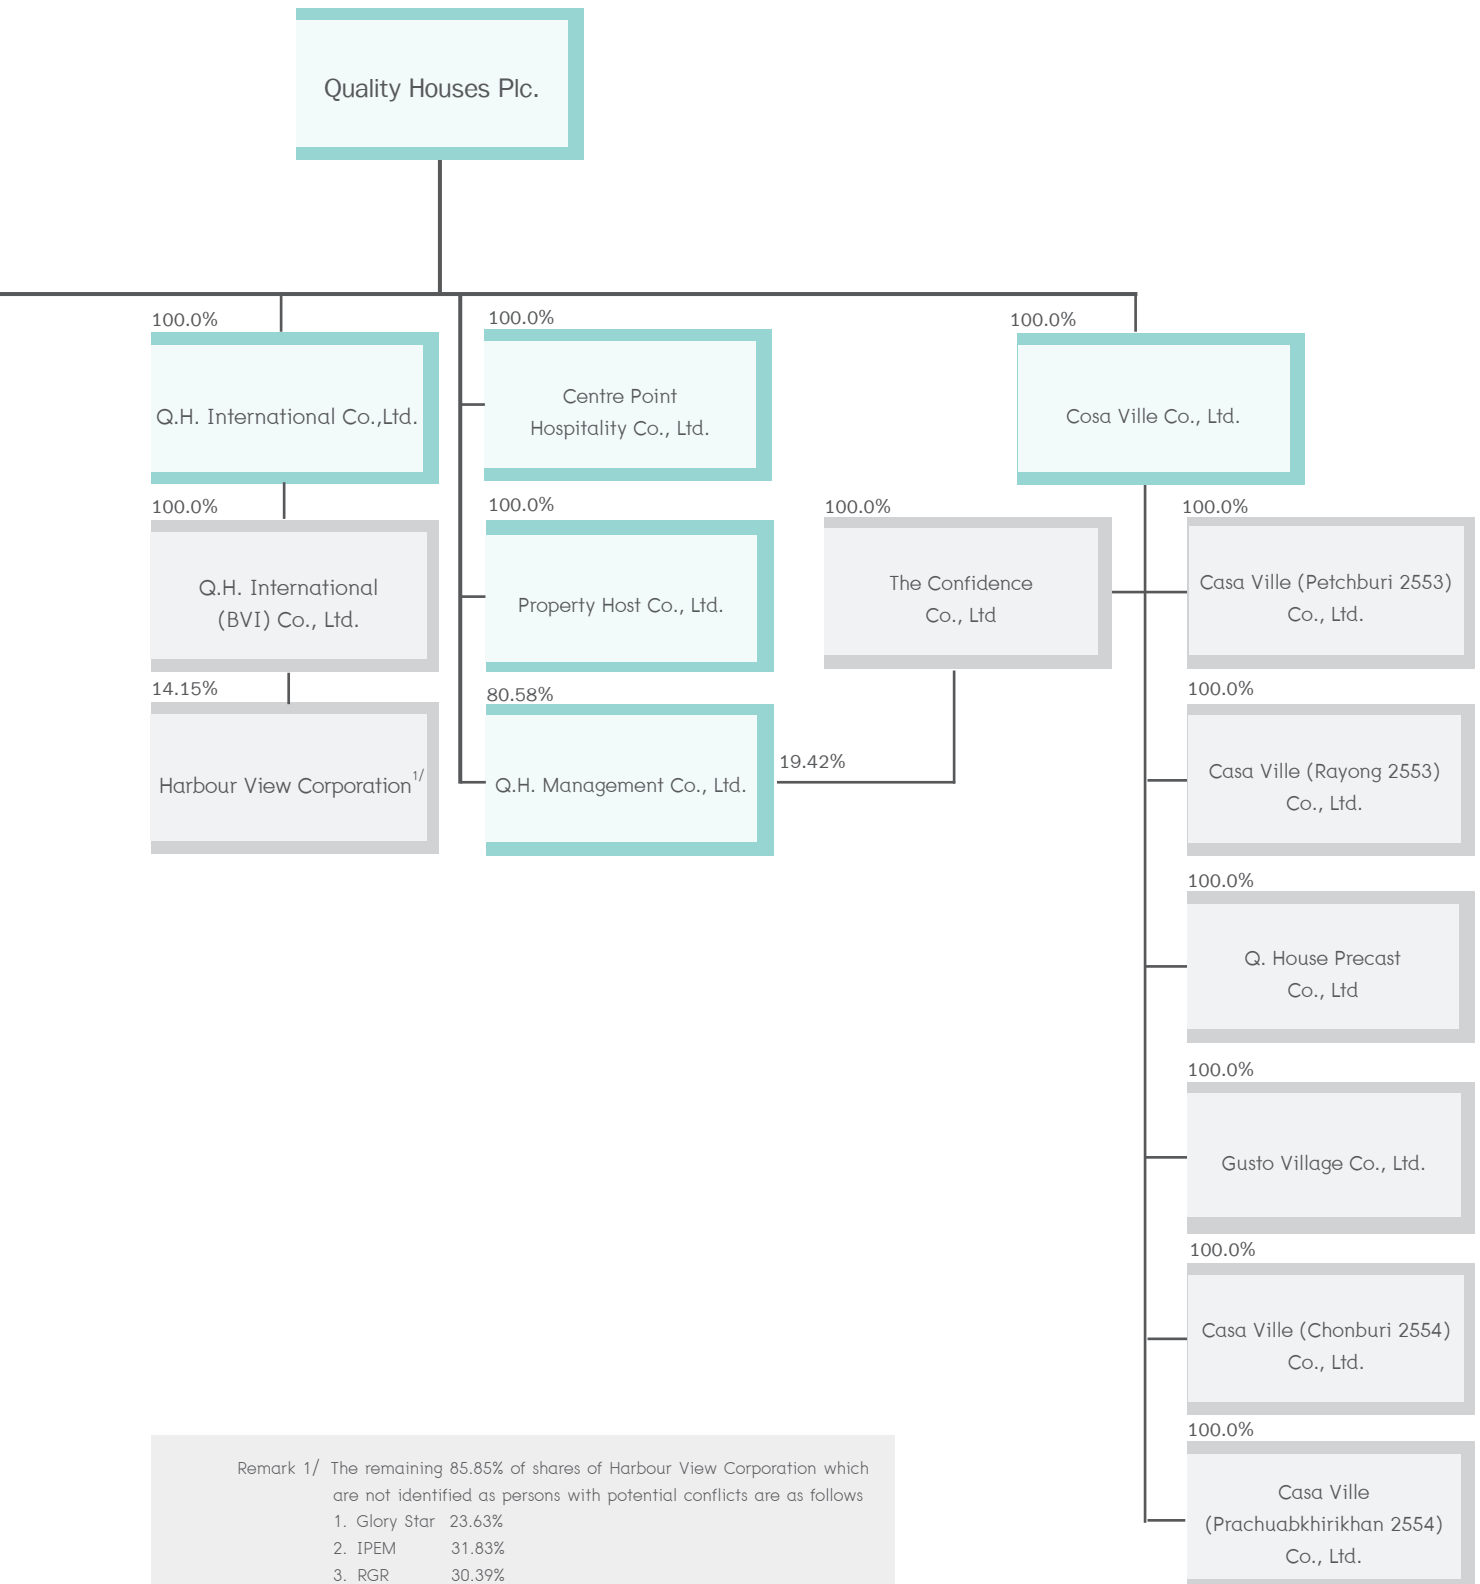 Quality Houses Plc.
100.0%
Q.H. International Co.,Ltd.
100.0%
Q.H. International
(BVI) Co., Ltd.
14.15%
Harbour View Corporation1/
100.0%
Centre Point
Hospitality Co., Ltd.
100.0%
Property Host Co., Ltd.
80.58%
Q.H. Management Co., Ltd.
19.42%
100.0%
The Confidence
Co., Ltd
100.0%
Cosa Ville Co., Ltd.
100.0%
Casa Ville (Petchburi 2553)
Co., Ltd.
100.0%
Casa Ville (Rayong 2553)
Co., Ltd.
100.0%
Q. House Precast
Co., Ltd
100.0%
Gusto Village Co., Ltd.
100.0%
Casa Ville (Chonburi 2554)
Co., Ltd.
100.0%
Casa Ville
(Prachuabkhirikhan 2554)
Co., Ltd.
Remark 1/ The remaining 85.85% of shares of Harbour View Corporation which
are not identified as persons with potential conflicts are as follows
1. Glory Star 23.63%
2. IPEM 31.83%
3. RGR 30.39%